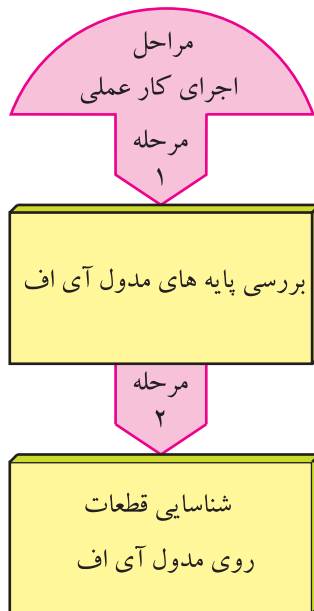 مراحل
اجرای کار عملی
مرحله
۱
بررسی پایه های مدول آی اف
مرحله
۲
شناسایی قطعات
روی مدول آی اف